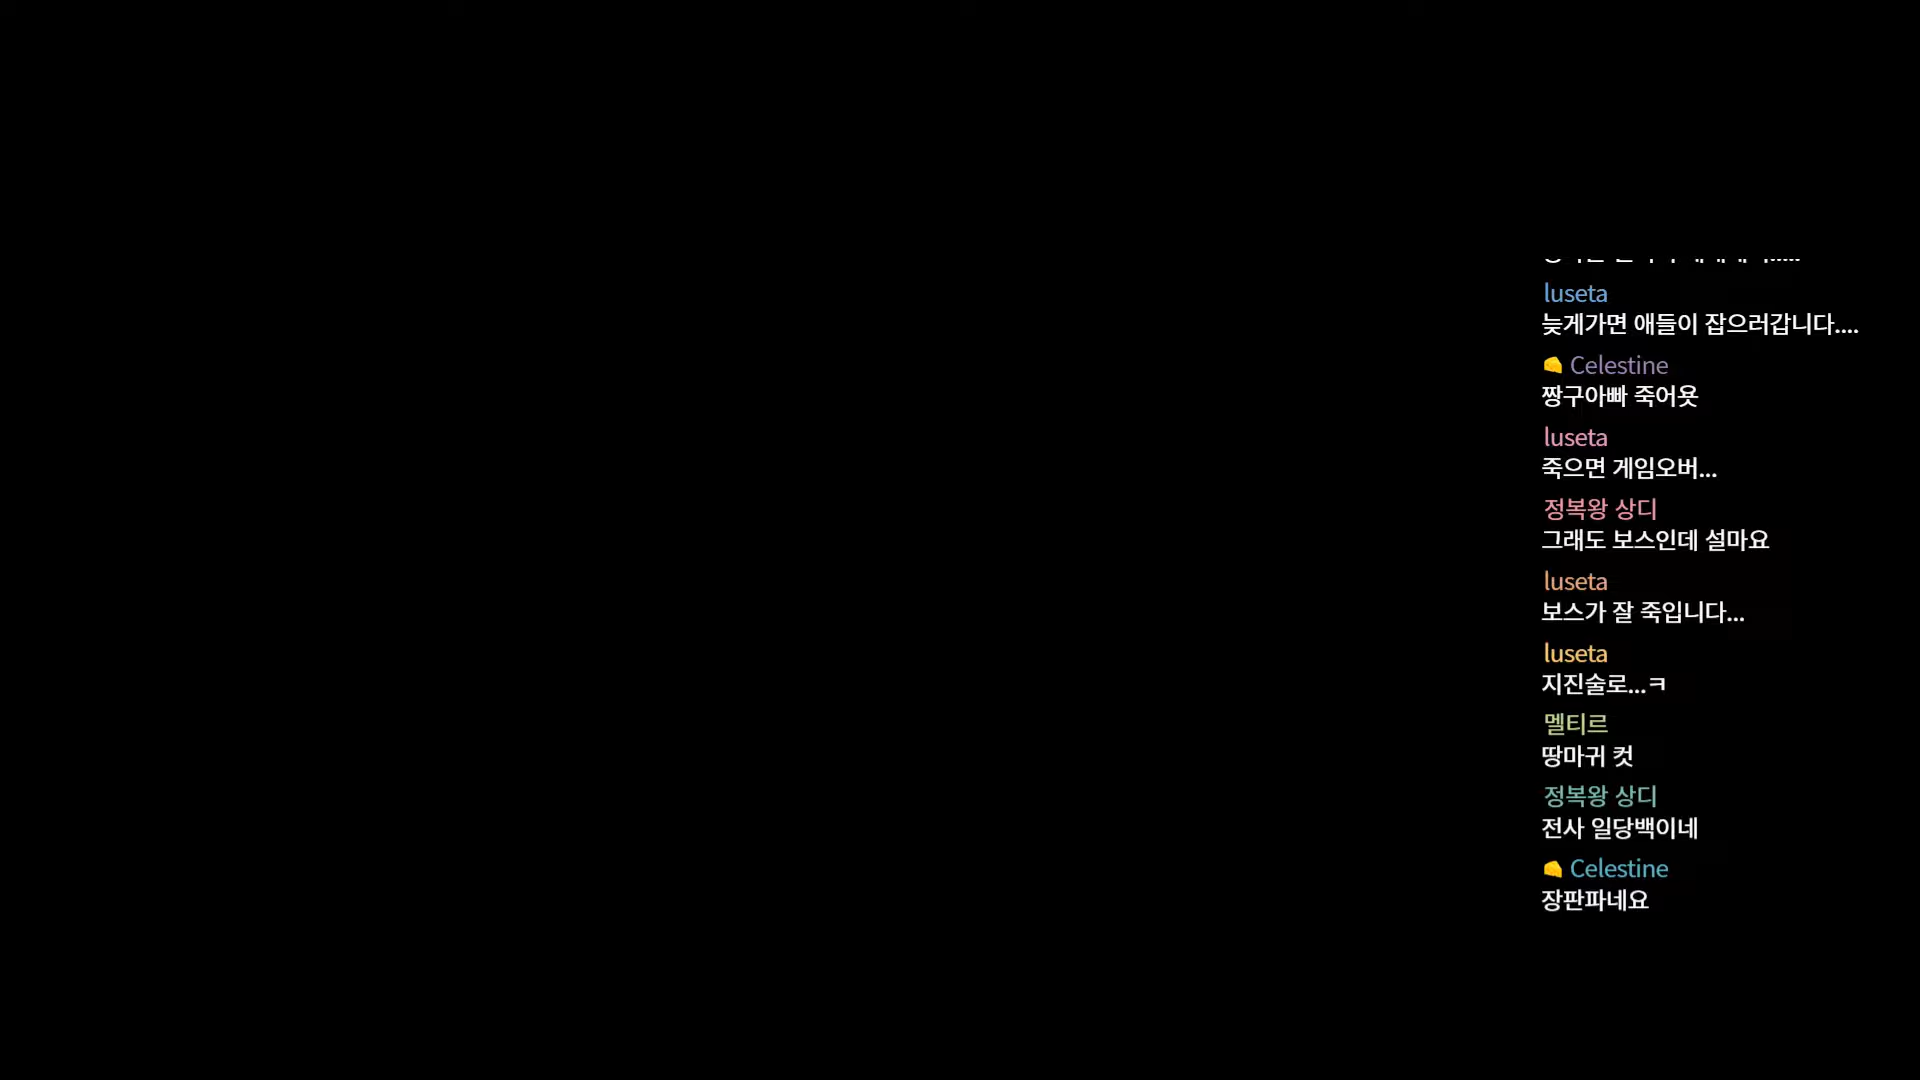 luseta
늦게가면 애들이 잡으러갑니다....
Celestine
짱구아빠 죽어욧
luseta
죽으면 게임오버...
정복왕 상디
그래도 보스인데 설마요
luseta
보스가 잘 죽입니다...
luseta
지진술로...ㅋ
멜티르
땅마귀 컷
정복왕 상디
전사 일당백이네
Celestine
장판파네요